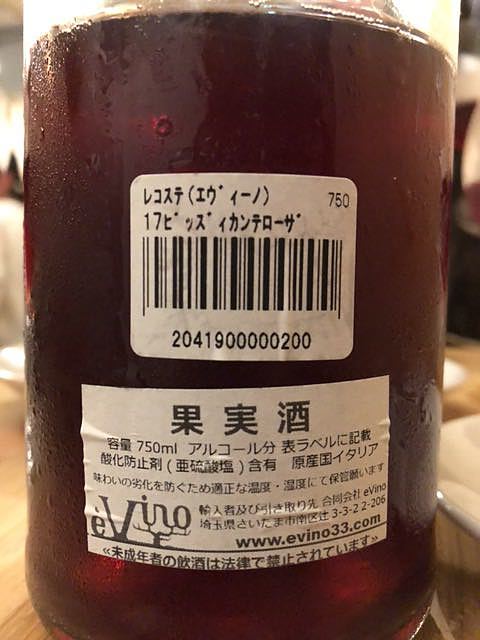 レコステ(エヴィーノ)
750
17ピッズィカンテローザ
2041900000200
果実酒
容量 750ml アルコール分 表ラベルに記載
酸化防止剤(亜硫酸塩)含有 原産国イタリア
味わいの劣化を防ぐため適正な温度・湿度にて保管願います
eVino
輸入者及び引き取り先 合同会社 eVino
埼玉県さいたま市南区辻 3-3-2 2-206
www.evino33.com
≪未成年者の飲酒は法律で禁止されています≫